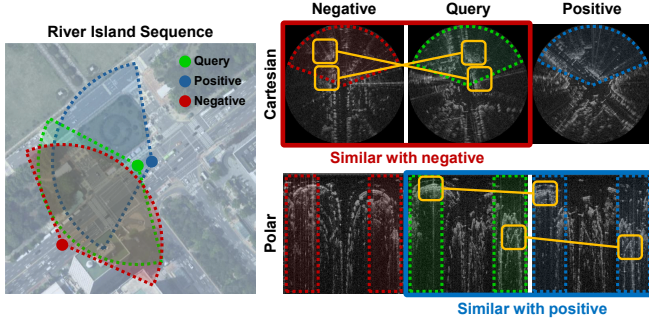 River Island Sequence
Query
Positive
Negative
Negative
Query
Positive
Cartesian
Similar with negative
Polar
Similar with positive